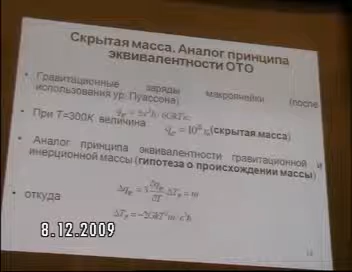 Скрытая масса. Аналог принципа
эквивалентности ОТО
• Гравитационные заряды макроячейки (после
использования ур. Пуассона)
• При T=300K величина (скрытая масса)
• Аналог принципа эквивалентности гравитационной и
инерционной массы (гипотеза о происхождении массы)
• откуда
8.12.2009